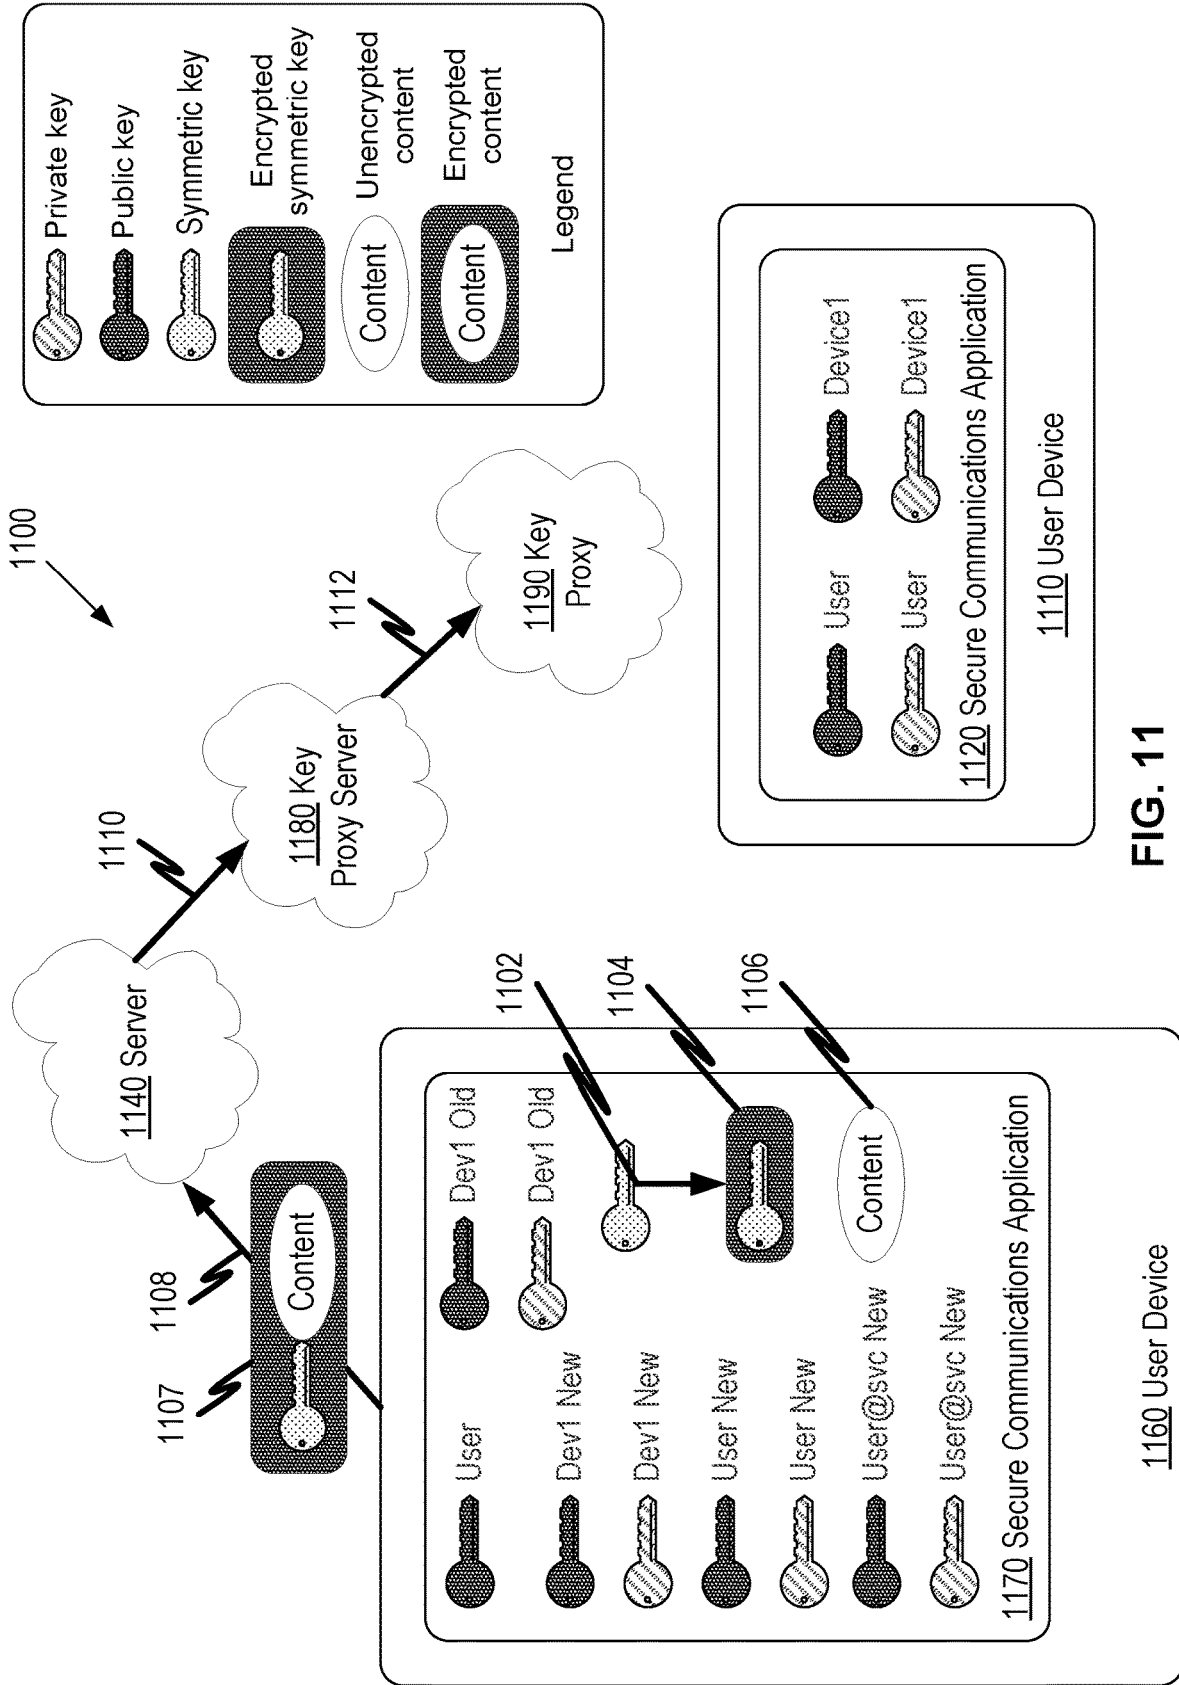 1100
Private key
Public key
Symmetric key
Encrypted
symmetric key
Content
Unencrypted
content
Content
Encrypted
content
Legend
1140 Server
1110
1180 Key
Proxy Server
1112
1190 Key
Proxy
1107
1108
Content
User
Dev1 Old
Dev1 New
Dev1 Old
Dev1 New
User New
User New
User@svc New
User@svc New
1102
1104
1106
Content
1170 Secure Communications Application
1160 User Device
User
Device1
User
Device1
1120 Secure Communications Application
1110 User Device
FIG. 11